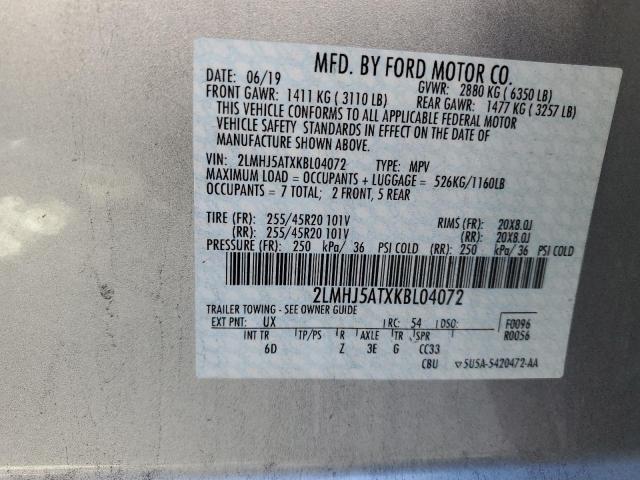 MFD. BY FORD MOTOR CO.
DATE: 06/19 GVWR: 2880 KG ( 6350 LB)
FRONT GAWR: 1411 KG ( 3110 LB) REAR GAWR: 1477 KG ( 3257 LB)
THIS VEHICLE CONFORMS TO ALL APPLICABLE FEDERAL MOTOR
VEHICLE SAFETY STANDARDS IN EFFECT ON THE DATE OF
MANUFACTURE SHOWN ABOVE.
VIN: 2LMHJ5ATXKBL04072 TYPE: MPV
MAXIMUM LOAD = OCCUPANTS + LUGGAGE = 526KG/1160LB
OCCUPANTS = 7 TOTAL; 2 FRONT, 5 REAR
TIRE (FR): 255/45R20 101V RIMS (FR): 20X8.0J
(RR): 255/45R20 101V (RR): 20X8.0J
PRESSURE (FR): 250 kPa/ 36 PSI COLD (RR): 250 kPa/ 36 PSI COLD
2LMHJ5ATXKBL04072
TRAILER TOWING - SEE OWNER GUIDE
EXT PNT: UX RC: 54 DSO: F0096
INT TR TP/PS R AXLE TR SPR R0056
6D Z 3E G CC33
CBU ▽5U5A-5420472-AA